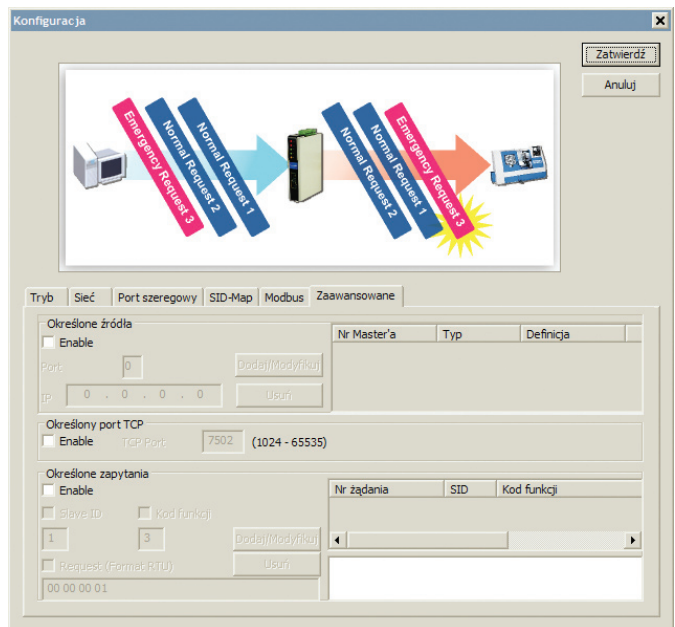 Konfiguracja
Zatwierdź
Anuluj
Emergency Request 3
Normal Request 2
Normal Request 1
Normal Request 2
Normal Request 1
Emergency Request 3
Tryb Sieć Port szeregowy SID-Map Modbus Zaawansowane
Określone źródła
Enable
Port 0 Dodaj/Modyfikuj
IP 0 . 0 . 0 . 0 Usuń
Nr Master'a Typ Definicja
Określony port TCP
Enable TCP Port 7502 (1024 - 65535)
Określone zapytania
Enable
Slave ID Kod funkcji
1 3 Dodaj/Modyfikuj
Request (Format RTU) Usuń
00 00 00 01
Nr żądania SID Kod funkcji